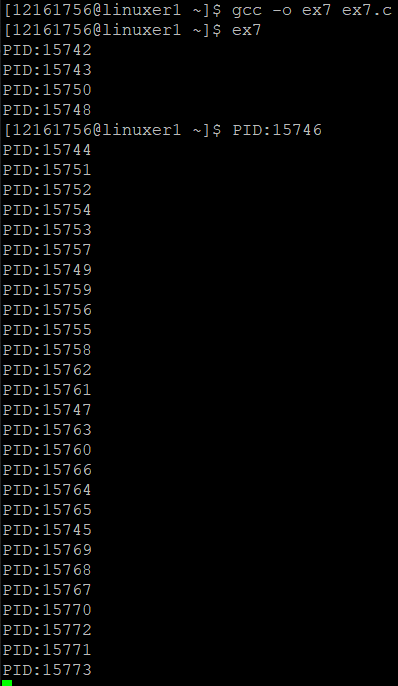 [12161756@linuxer1 ~]$ gcc -o ex7 ex7.c
[12161756@linuxer1 ~]$ ex7
PID:15742
PID:15743
PID:15750
PID:15748
[12161756@linuxer1 ~]$ PID:15746
PID:15744
PID:15751
PID:15752
PID:15754
PID:15753
PID:15757
PID:15749
PID:15759
PID:15756
PID:15755
PID:15758
PID:15762
PID:15761
PID:15747
PID:15763
PID:15760
PID:15766
PID:15764
PID:15765
PID:15745
PID:15769
PID:15768
PID:15767
PID:15770
PID:15772
PID:15771
PID:15773